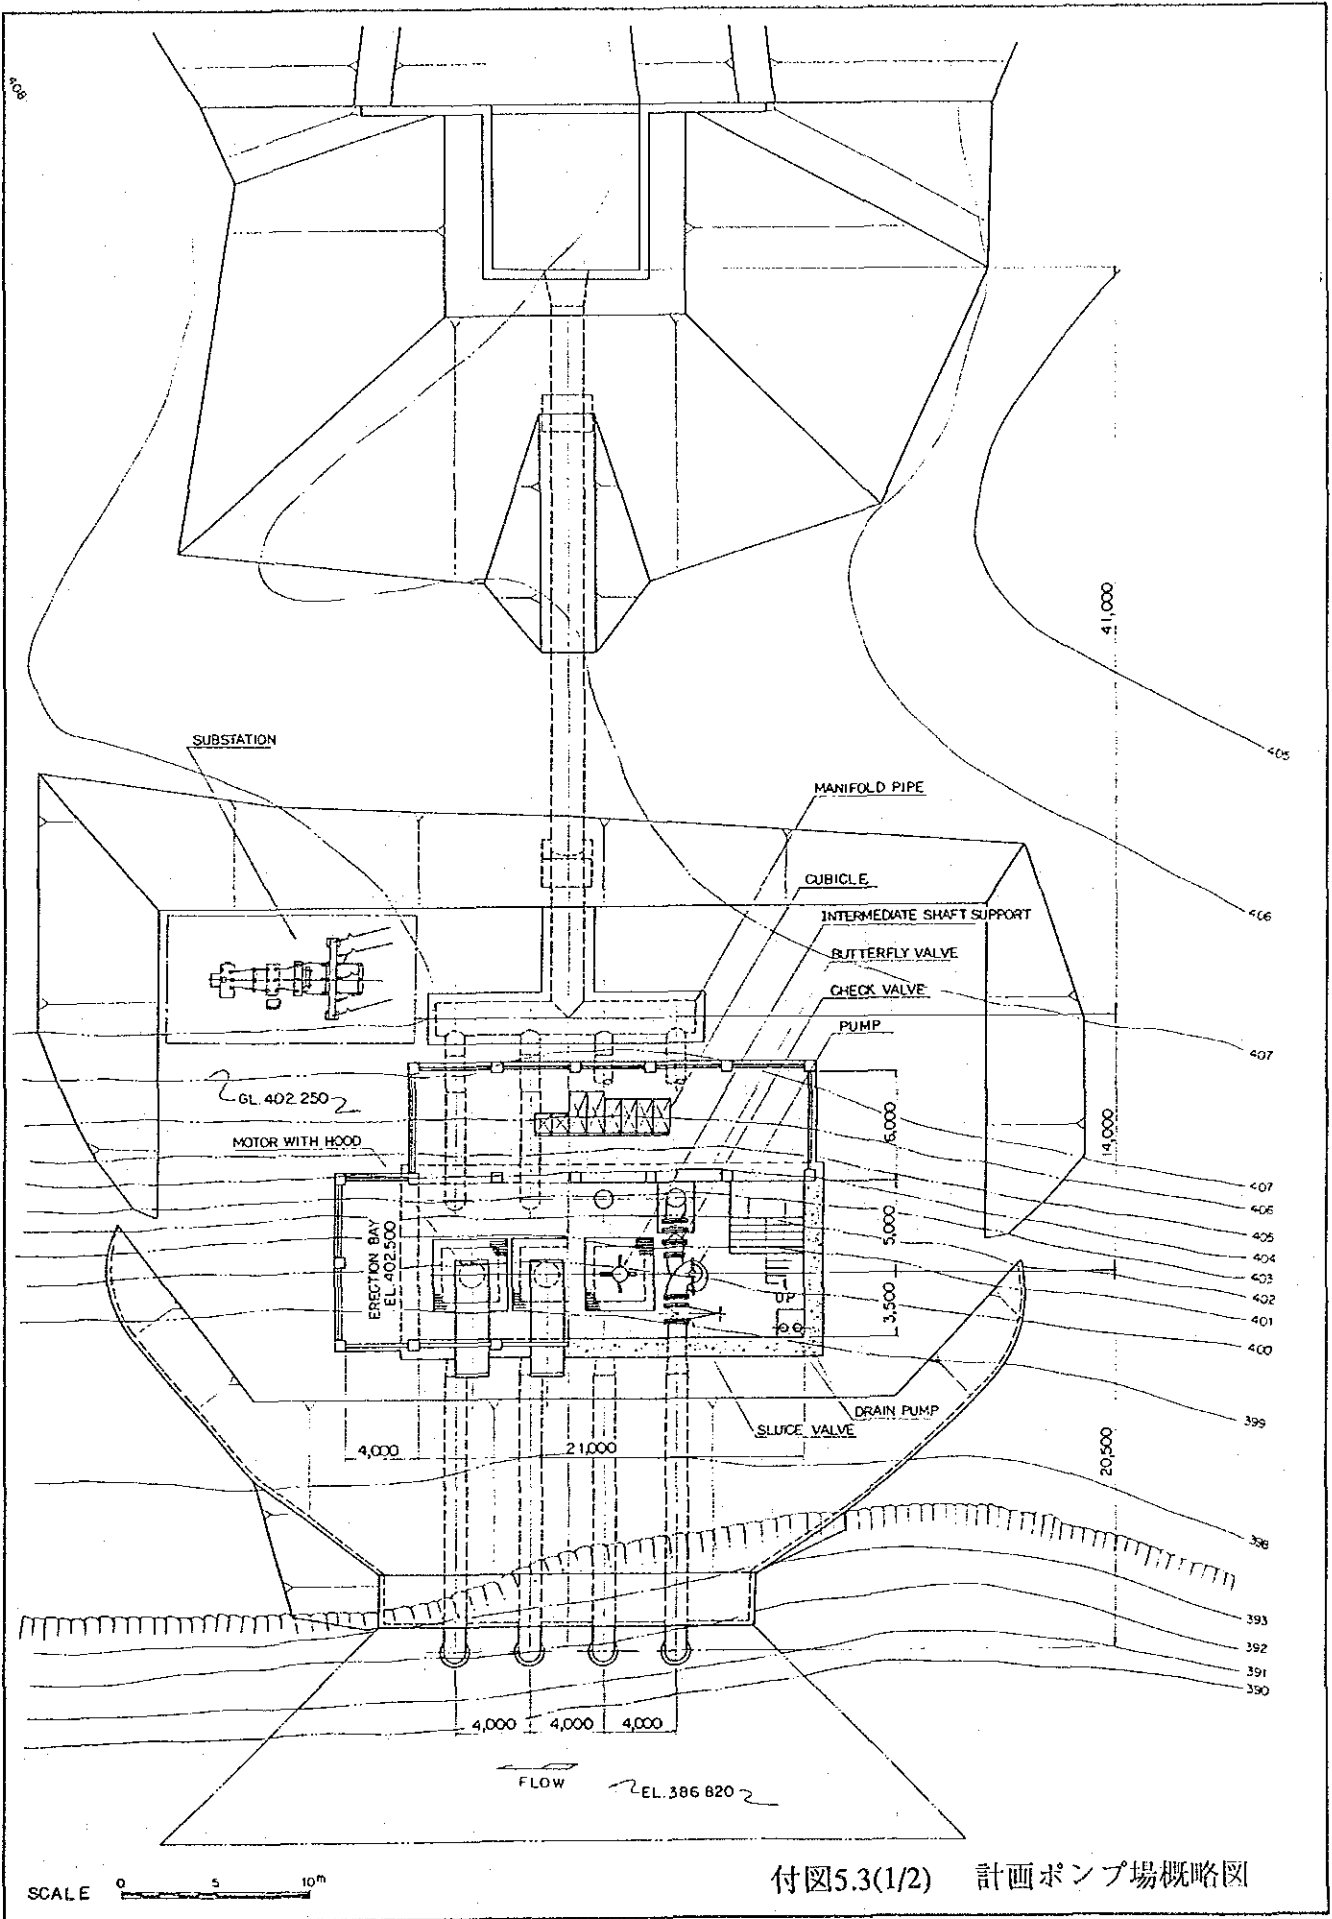 408
41,000
405
SUBSTATION
MANIFOLD PIPE
CUBICLE
406
INTERMEDIATE SHAFT SUPPORT
BUTTERFLY VALVE
CHECK VALVE
PUMP
407
GL.402.250
6,000
14,000
MOTOR WITH HOOD
407
406
ERECTION BAY
EL.402.500
5,000
405
404
403
402
UP
3,500
401
400
DRAIN PUMP
399
SLUICE VALVE
4,000
21,000
20,500
398
393
392
391
390
4,000
4,000
4,000
FLOW
EL.386 820
SCALE
0
5
10m
付図5.3(1/2) 計画ポンプ場概略図